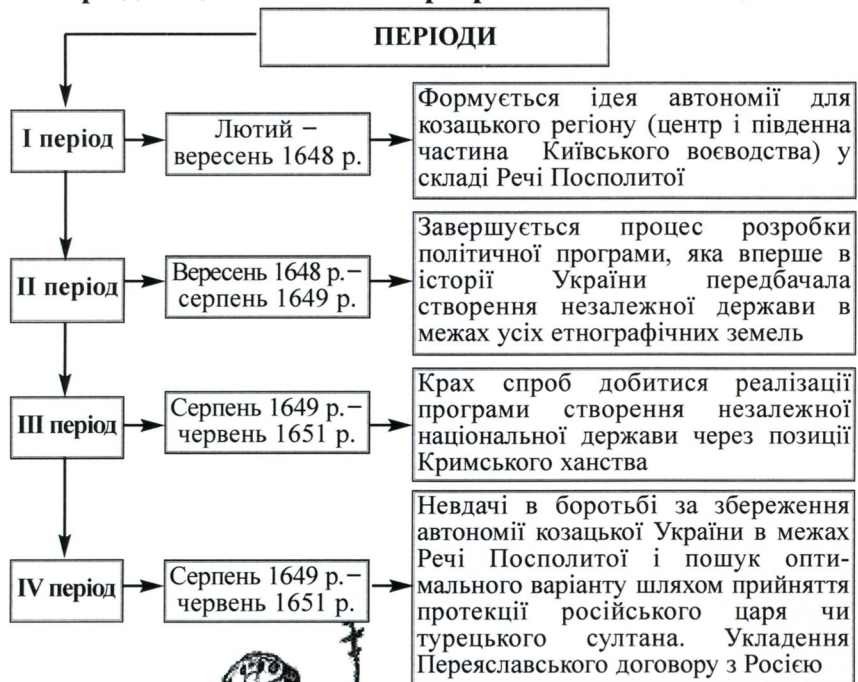 ПЕРІОДИ
І період
Лютий –
вересень 1648 р.
Формується ідея автономії для
козацького регіону (центр і південна
частина Київського воєводства) у
складі Речі Посполитої
ІІ період
Вересень 1648 р.–
серпень 1649 р.
Завершується процес розробки
політичної програми, яка вперше в
історії України передбачала
створення незалежної держави в
межах усіх етнографічних земель
ІІІ період
Серпень 1649 р.–
червень 1651 р.
Крах спроб добитися реалізації
програми створення незалежної
національної держави через позиції
Кримського ханства
IV період
Серпень 1649 р.–
червень 1651 р.
Невдачі в боротьбі за збереження
автономії козацької України в межах
Речі Посполитої і пошук опти-
мального варіанту шляхом прийняття
протекції російського царя чи
турецького султана. Укладення
Переяславського договору з Росією